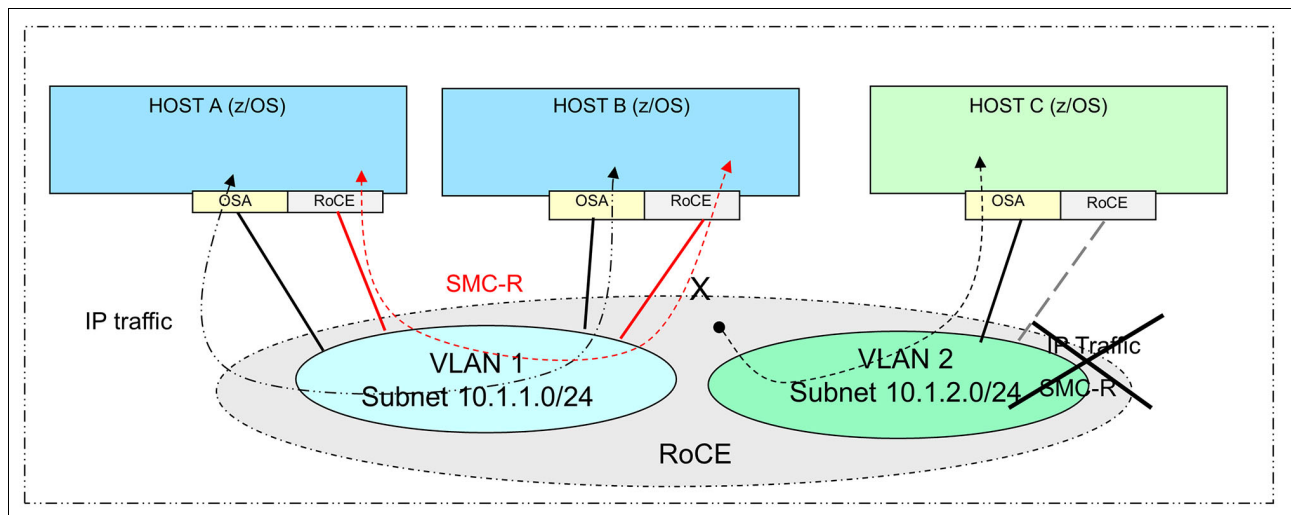 HOST A (z/OS)
HOST B (z/OS)
HOST C (z/OS)
OSA
RoCE
OSA
RoCE
OSA
RoCE
SMC-R
X
IP traffic
IP Traffic
VLAN 1
VLAN 2
Subnet 10.1.1.0/24
Subnet 10.1.2.0/24
SMC-R
RoCE